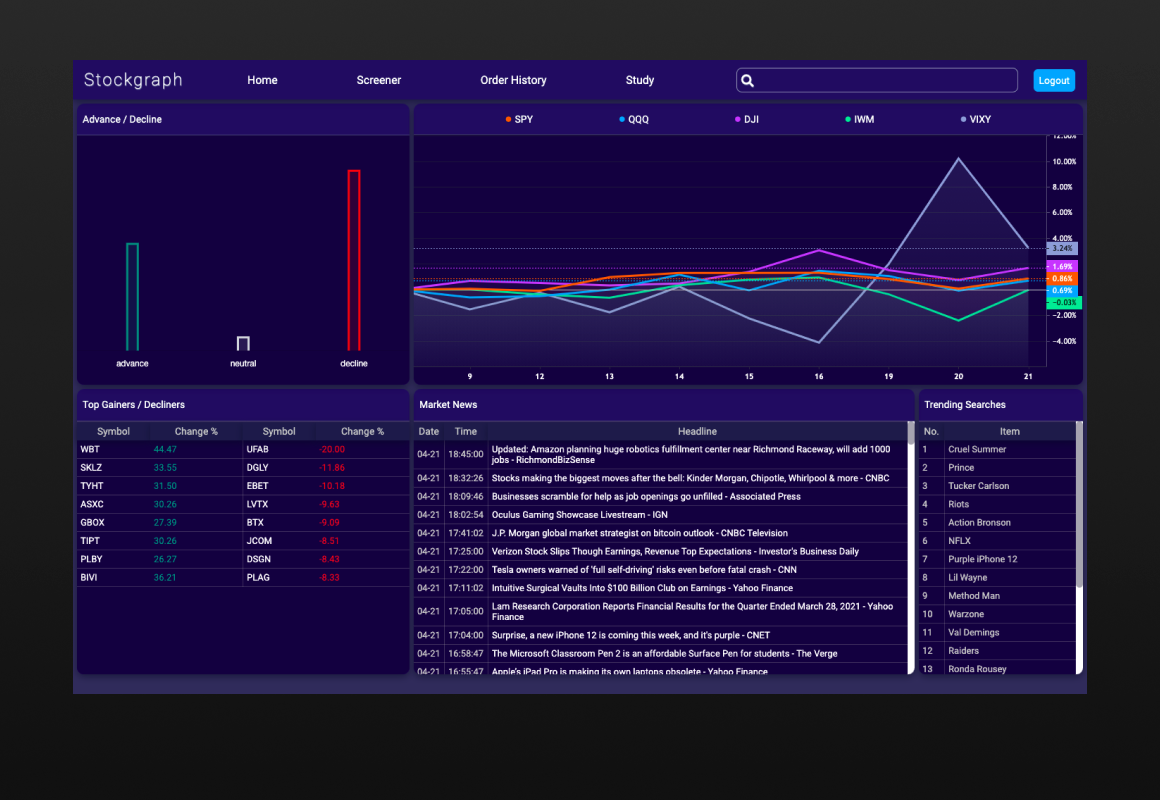 Stockgraph Home Screener Order History Study Logout
Advance / Decline
advance neutral decline
SPY QQQ DJI IWM VIXY
12.00%
10.00%
8.00%
6.00%
4.00%
3.24%
1.69%
0.86%
0.69%
−0.03%
−2.00%
−4.00%
9 12 13 14 15 16 19 20 21
Top Gainers / Decliners
Symbol Change % Symbol Change %
WBT 44.47 UFAB -20.00
SKLZ 33.55 DGLY -11.86
TYHT 31.50 EBET -10.18
ASXC 30.26 LVTX -9.63
GBOX 27.39 BTX -9.09
TIPT 30.26 JCOM -8.51
PLBY 26.27 DSGN -8.43
BIVI 36.21 PLAG -8.33
Market News
Date Time Headline
04-21 18:45:00 Updated: Amazon planning huge robotics fulfillment center near Richmond Raceway, will add 1000
jobs - RichmondBizSense
04-21 18:32:26 Stocks making the biggest moves after the bell: Kinder Morgan, Chipotle, Whirlpool & more - CNBC
04-21 18:09:46 Businesses scramble for help as job openings go unfilled - Associated Press
04-21 18:02:54 Oculus Gaming Showcase Livestream - IGN
04-21 17:41:02 J.P. Morgan global market strategist on bitcoin outlook - CNBC Television
04-21 17:25:00 Verizon Stock Slips Though Earnings, Revenue Top Expectations - Investor's Business Daily
04-21 17:22:00 Tesla owners warned of 'full self-driving' risks even before fatal crash - CNN
04-21 17:11:02 Intuitive Surgical Vaults Into $100 Billion Club on Earnings - Yahoo Finance
04-21 17:05:00 Lam Research Corporation Reports Financial Results for the Quarter Ended March 28, 2021 - Yahoo
Finance
04-21 17:04:00 Surprise, a new iPhone 12 is coming this week, and it's purple - CNET
04-21 16:58:47 The Microsoft Classroom Pen 2 is an affordable Surface Pen for students - The Verge
04-21 16:55:47 Apple's iPad Pro is making its own laptops obsolete - Yahoo Finance
Trending Searches
No. Item
1 Cruel Summer
2 Prince
3 Tucker Carlson
4 Riots
5 Action Bronson
6 NFLX
7 Purple iPhone 12
8 Lil Wayne
9 Method Man
10 Warzone
11 Val Demings
12 Raiders
13 Ronda Rousey